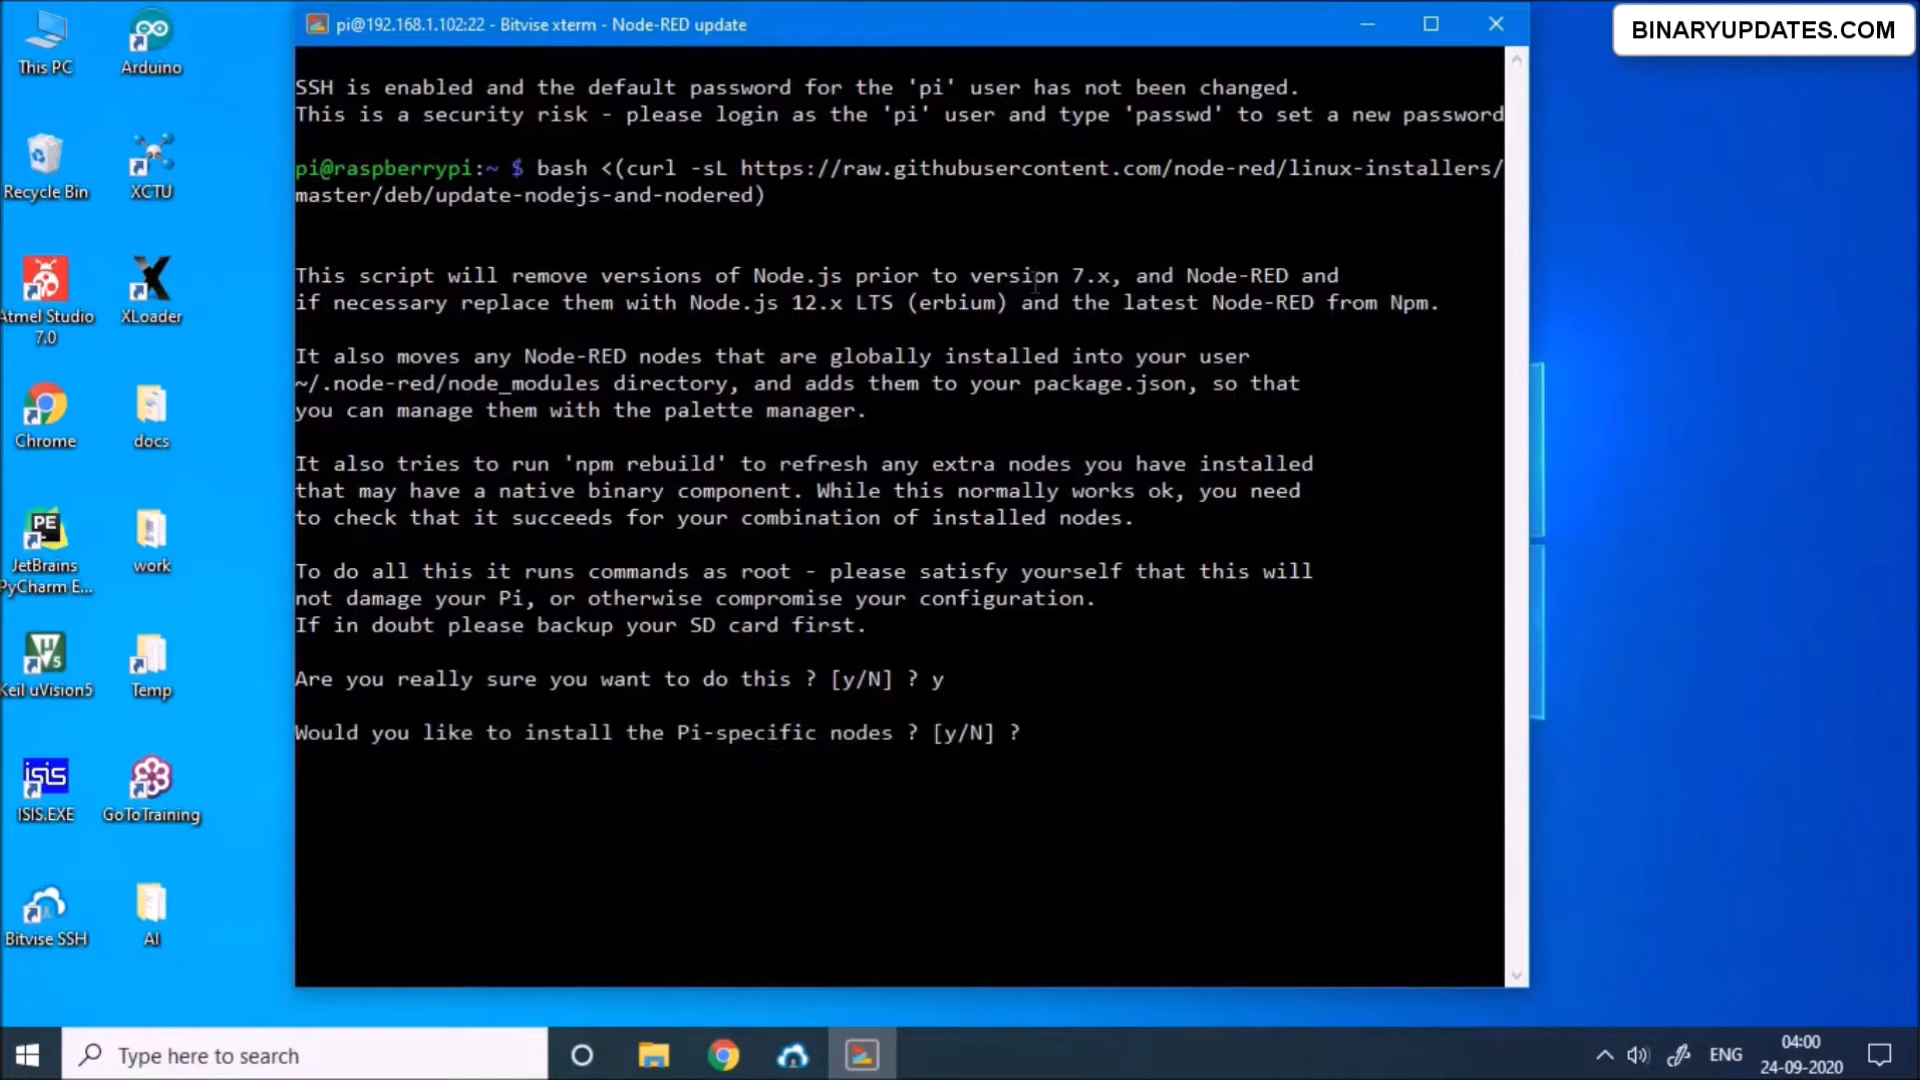 pi@192.168.1.102:22 - Bitvise xterm - Node-RED update
BINARYUPDATES.COM
SSH is enabled and the default password for the 'pi' user has not been changed.
This is a security risk - please login as the 'pi' user and type 'passwd' to set a new password
pi@raspberrypi:~ $ bash <(curl -sL https://raw.githubusercontent.com/node-red/linux-installers/
master/deb/update-nodejs-and-nodered)
This script will remove versions of Node.js prior to version 7.x, and Node-RED and
if necessary replace them with Node.js 12.x LTS (erbium) and the latest Node-RED from Npm.
It also moves any Node-RED nodes that are globally installed into your user
~/.node-red/node_modules directory, and adds them to your package.json, so that
you can manage them with the palette manager.
It also tries to run 'npm rebuild' to refresh any extra nodes you have installed
that may have a native binary component. While this normally works ok, you need
to check that it succeeds for your combination of installed nodes.
To do all this it runs commands as root - please satisfy yourself that this will
not damage your Pi, or otherwise compromise your configuration.
If in doubt please backup your SD card first.
Are you really sure you want to do this ? [y/N] ? y
Would you like to install the Pi-specific nodes ? [y/N] ?
This PC
Arduino
Recycle Bin
XCTU
Atmel Studio
7.0
XLoader
Chrome
docs
PE
JetBrains
PyCharm E...
work
Keil uVision5
Temp
isis
ISIS.EXE
GoToTraining
Bitvise SSH
AI
Type here to search
ENG
04:00
24-09-2020